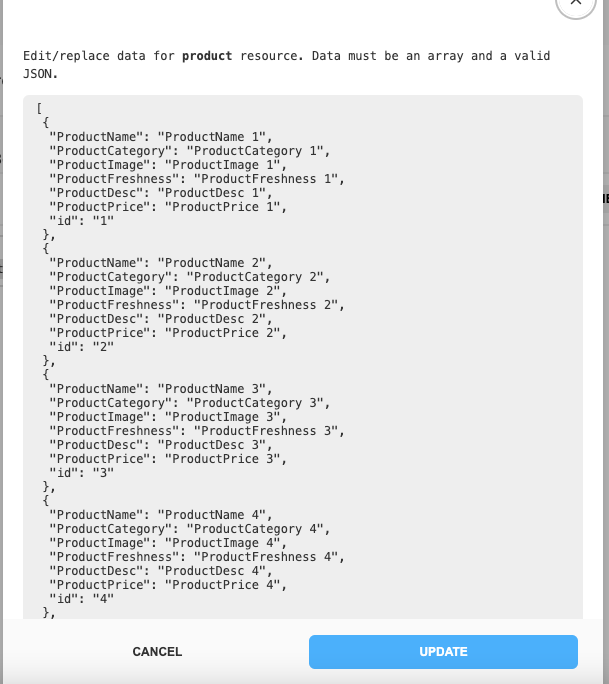 Edit/replace data for product resource. Data must be an array and a valid
JSON.
[
{
"ProductName": "ProductName 1",
"ProductCategory": "ProductCategory 1",
"ProductImage": "ProductImage 1",
"ProductFreshness": "ProductFreshness 1",
"ProductDesc": "ProductDesc 1",
"ProductPrice": "ProductPrice 1",
"id": "1"
},
{
"ProductName": "ProductName 2",
"ProductCategory": "ProductCategory 2",
"ProductImage": "ProductImage 2",
"ProductFreshness": "ProductFreshness 2",
"ProductDesc": "ProductDesc 2",
"ProductPrice": "ProductPrice 2",
"id": "2"
},
{
"ProductName": "ProductName 3",
"ProductCategory": "ProductCategory 3",
"ProductImage": "ProductImage 3",
"ProductFreshness": "ProductFreshness 3",
"ProductDesc": "ProductDesc 3",
"ProductPrice": "ProductPrice 3",
"id": "3"
},
{
"ProductName": "ProductName 4",
"ProductCategory": "ProductCategory 4",
"ProductImage": "ProductImage 4",
"ProductFreshness": "ProductFreshness 4",
"ProductDesc": "ProductDesc 4",
"ProductPrice": "ProductPrice 4",
"id": "4"
},
CANCEL
UPDATE